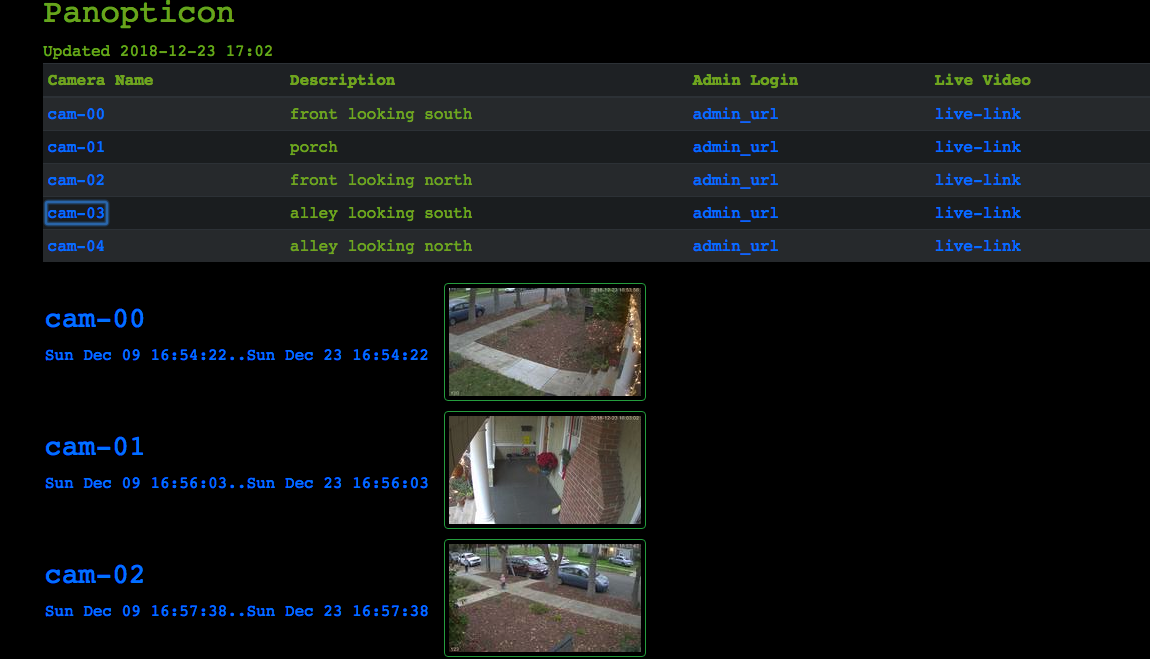 Panopticon
Updated 2018-12-23 17:02
Camera Name Description Admin Login Live Video
cam-00 front looking south admin_url live-link
cam-01 porch admin_url live-link
cam-02 front looking north admin_url live-link
cam-03 alley looking south admin_url live-link
cam-04 alley looking north admin_url live-link
cam-00
Sun Dec 09 16:54:22..Sun Dec 23 16:54:22
cam-01
Sun Dec 09 16:56:03..Sun Dec 23 16:56:03
cam-02
Sun Dec 09 16:57:38..Sun Dec 23 16:57:38